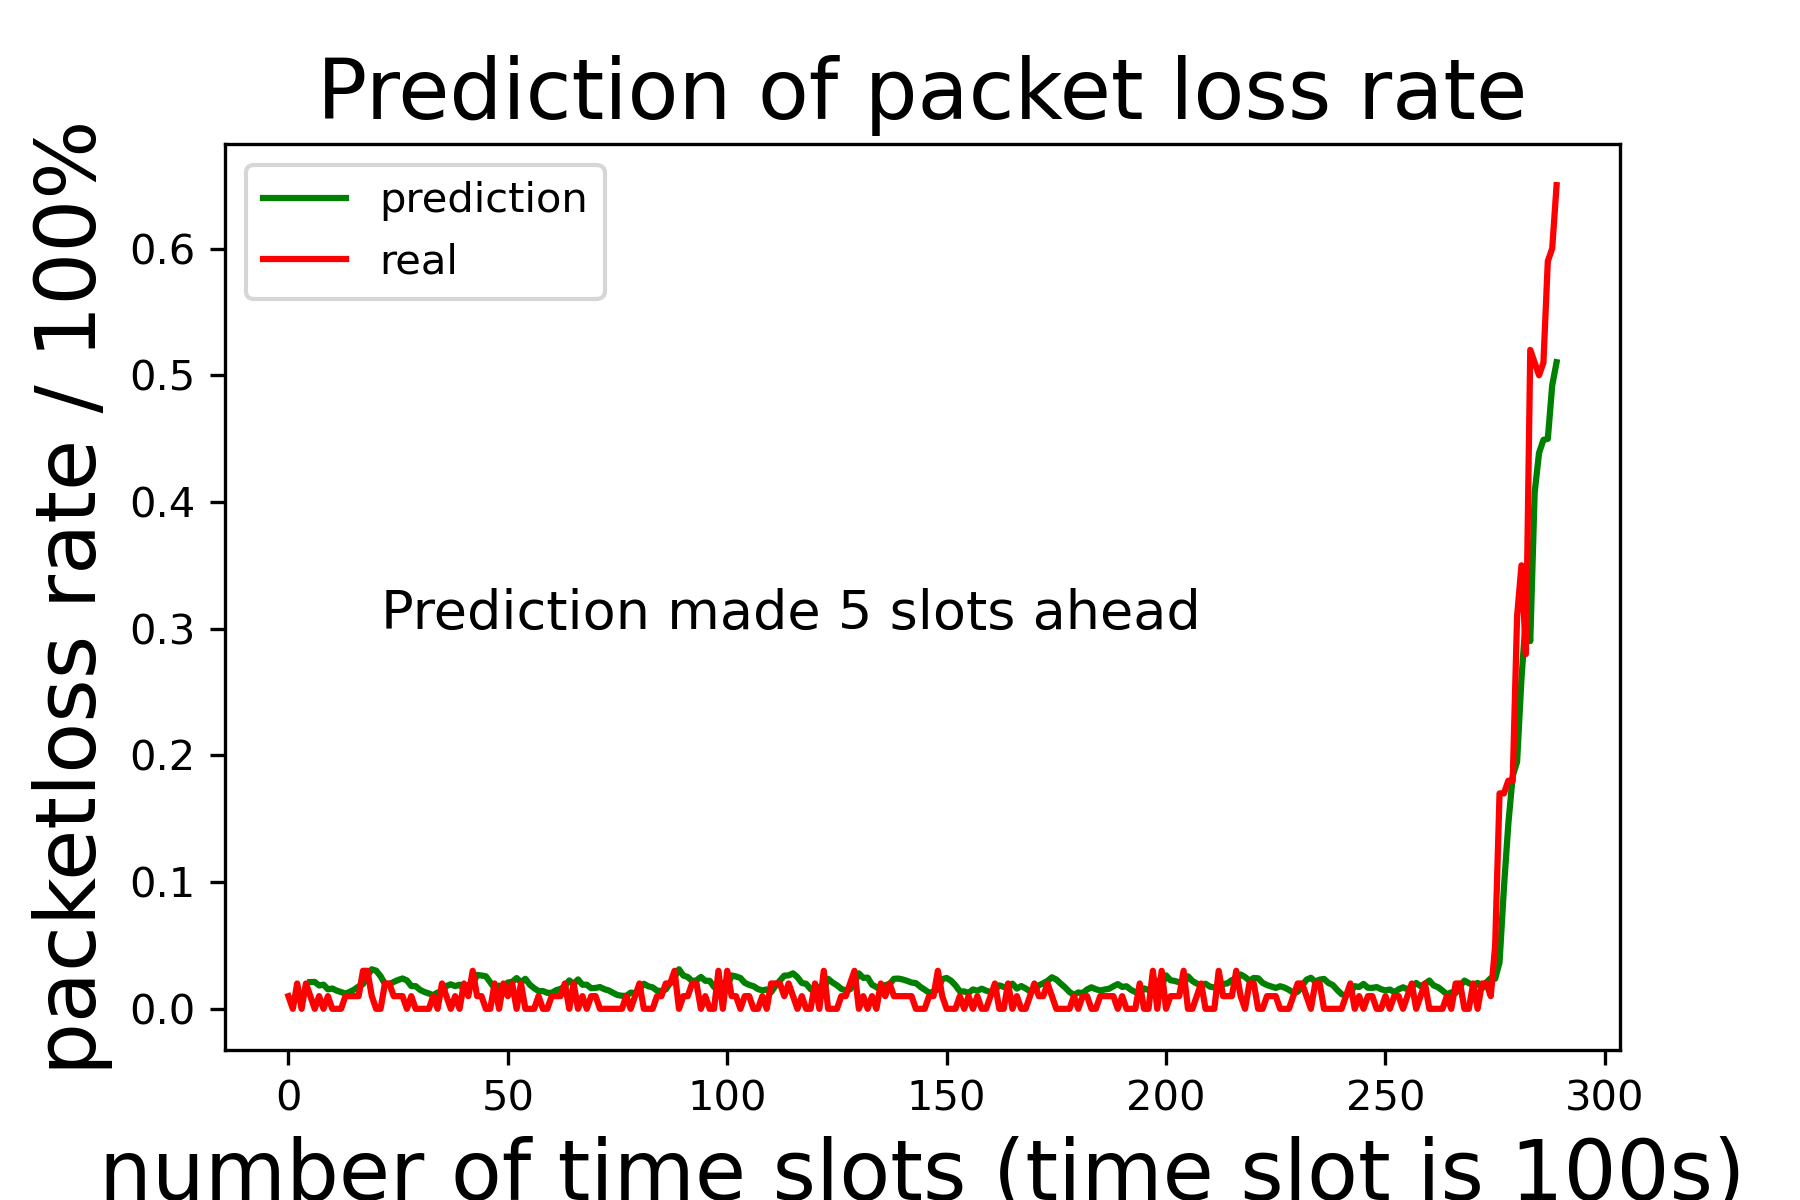 Prediction of packet loss rate
packetloss rate / 100%
prediction
real
0.6
0.5
0.4
0.3
0.2
0.1
0.0
Prediction made 5 slots ahead
0 50 100 150 200 250 300
number of time slots (time slot is 100s)